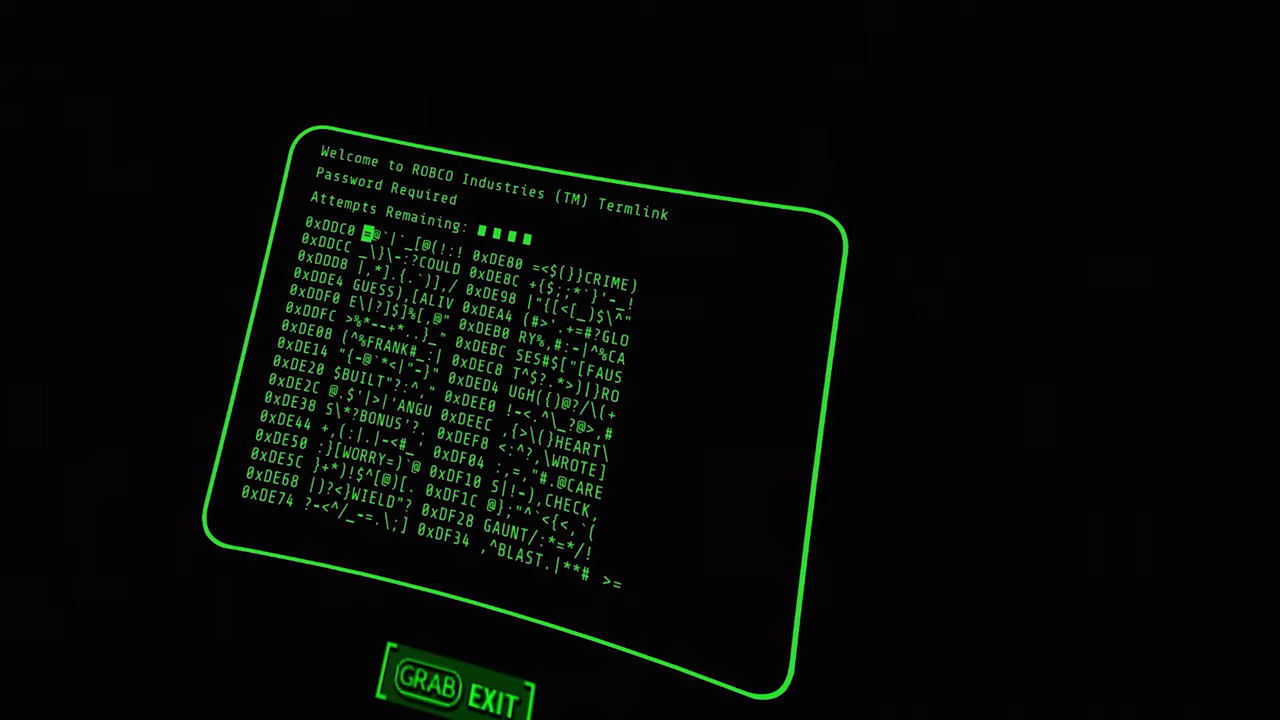 Welcome to ROBCO Industries (TM) Termlink
Password Required
Attempts Remaining: ■ ■ ■ ■
0xDDC0 =@`|`_[@(!:! 0xDE80 =<$(}}CRIME)
0xDDCC _\}\-:?COULD 0xDE8C +{$;;*`}'-_!
0xDDD8 |,*].{.`)],/ 0xDE98 |"{[<[_)$\^"
0xDDE4 GUESS),[ALIV 0xDEA4 (#>'.+=#?GLO
0xDDF0 E\|?]$]%[,@" 0xDEB0 RY%,#:-|^%CA
0xDDFC >%*--+*..}_" 0xDEBC SES#$["[FAUS
0xDE08 (^%FRANK#_:| 0xDEC8 T^$?.*>)|}RO
0xDE14 "{-@`*<|"-}" 0xDED4 UGH({}@?/\(+
0xDE20 $BUILT"?:^," 0xDEE0 !-<.^\_?@>,#
0xDE2C @.$'|>|'ANGU 0xDEEC ,{>\(}HEART\
0xDE38 S\*?BONUS'?. 0xDEF8 <:^?,\WROTE]
0xDE44 +,(:|.|-<#_' 0xDF04 :,=,"#.@CARE
0xDE50 :}[WORRY=)`@ 0xDF10 S|!-),CHECK,
0xDE5C }+*)!$^[@)[. 0xDF1C @};"^`<{<,`(
0xDE68 |)?<}WIELD"? 0xDF28 GAUNT/:*=*/!
0xDE74 ?-<^/_-=.\;] 0xDF34 ,^BLAST.|**# >=
GRAB EXIT